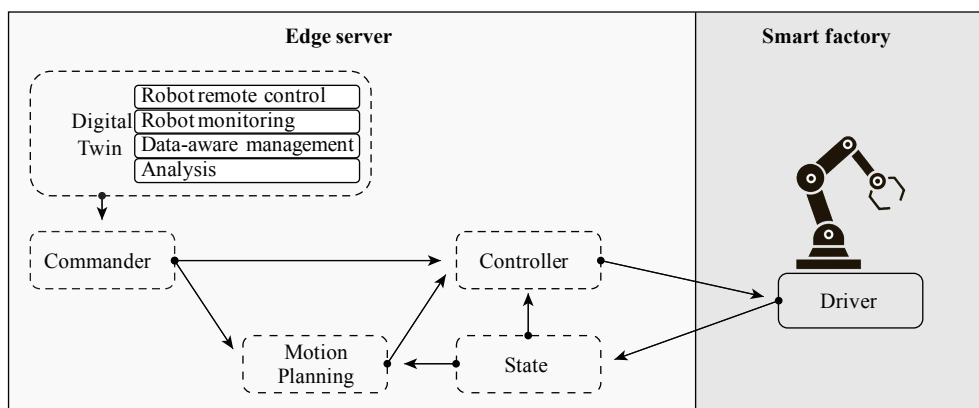 Edge server
Smart factory
Digital
Twin
Robot remote control
Robot monitoring
Data-aware management
Analysis
Commander
Controller
Driver
Motion
Planning
State